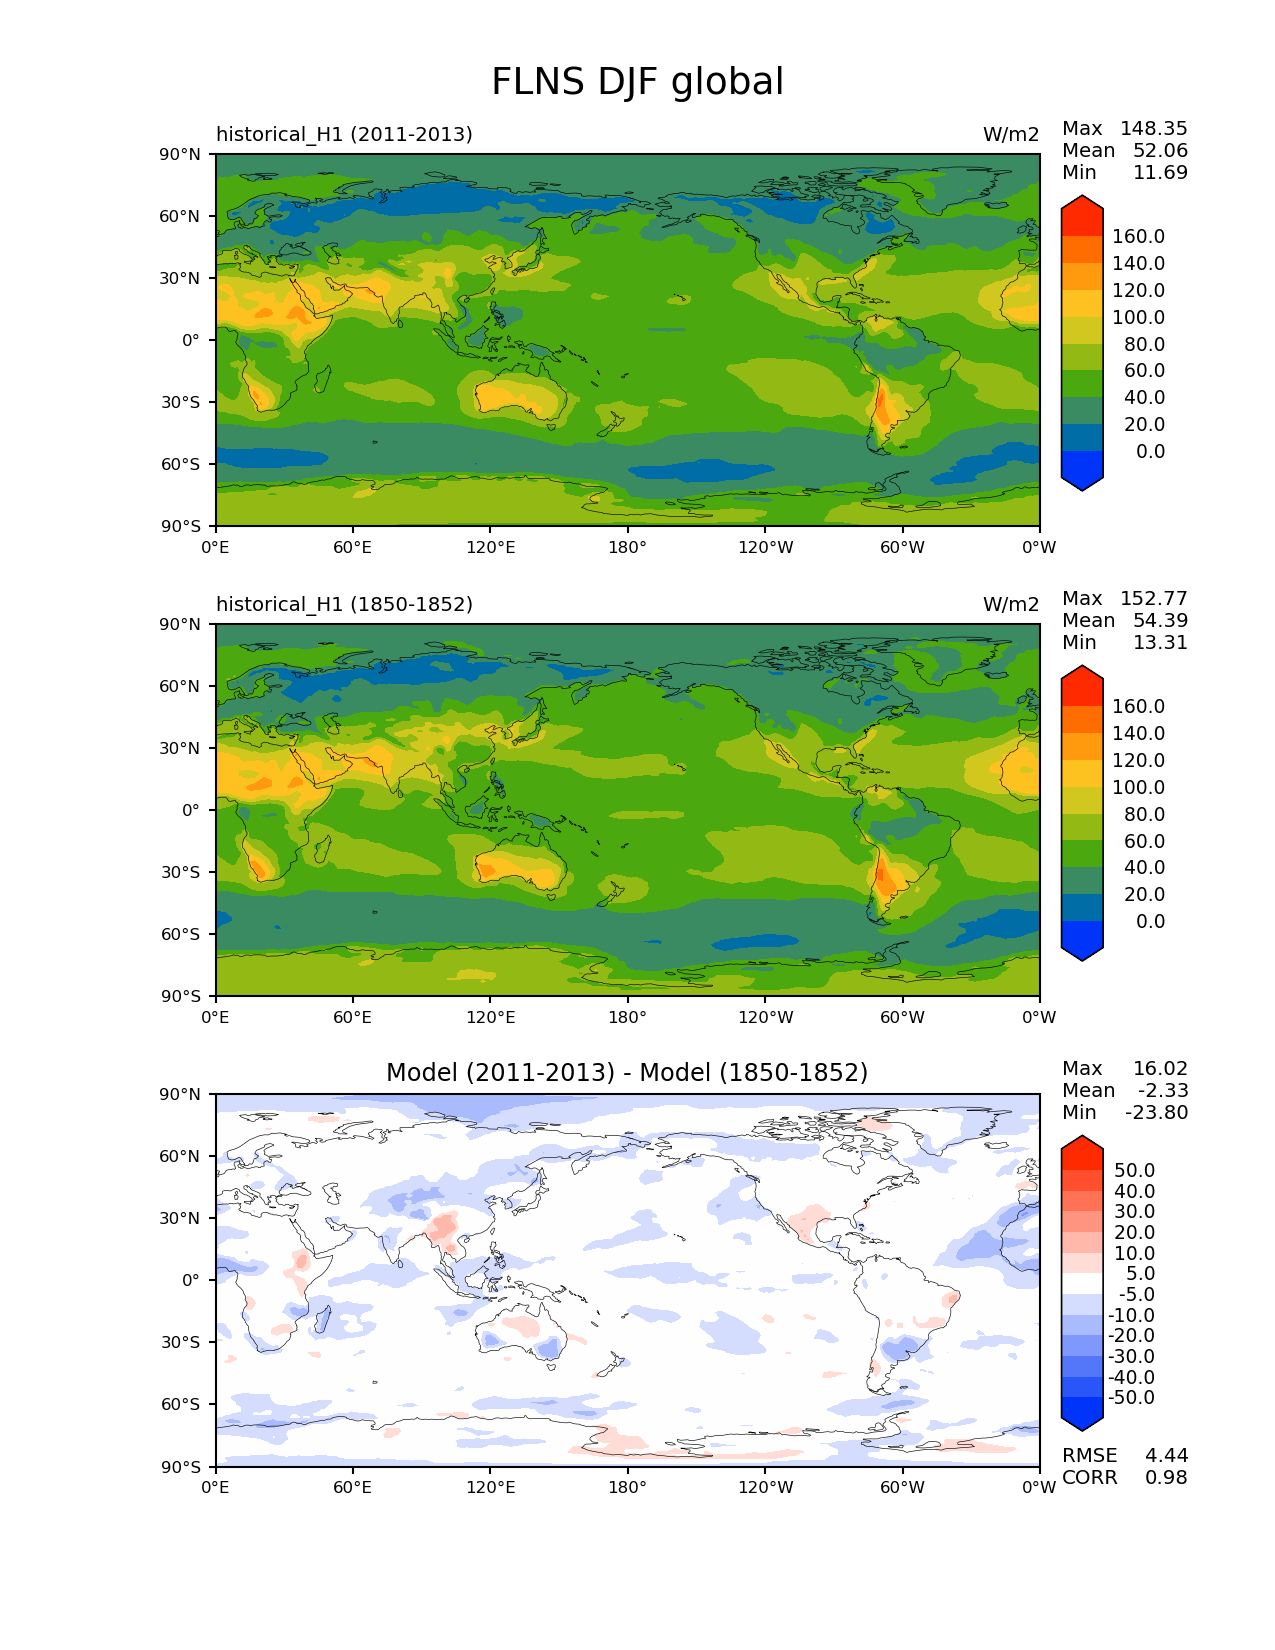 FLNS DJF global
historical_H1 (2011-2013) W/m2
Max 148.35
Mean 52.06
Min 11.69
90°N
60°N
30°N
0°
30°S
60°S
90°S
0°E 60°E 120°E 180° 120°W 60°W 0°W
160.0
140.0
120.0
100.0
80.0
60.0
40.0
20.0
0.0
historical_H1 (1850-1852) W/m2
Max 152.77
Mean 54.39
Min 13.31
90°N
60°N
30°N
0°
30°S
60°S
90°S
0°E 60°E 120°E 180° 120°W 60°W 0°W
160.0
140.0
120.0
100.0
80.0
60.0
40.0
20.0
0.0
Model (2011-2013) - Model (1850-1852)
Max 16.02
Mean -2.33
Min -23.80
90°N
60°N
30°N
0°
30°S
60°S
90°S
0°E 60°E 120°E 180° 120°W 60°W 0°W
50.0
40.0
30.0
20.0
10.0
5.0
-5.0
-10.0
-20.0
-30.0
-40.0
-50.0
RMSE 4.44
CORR 0.98